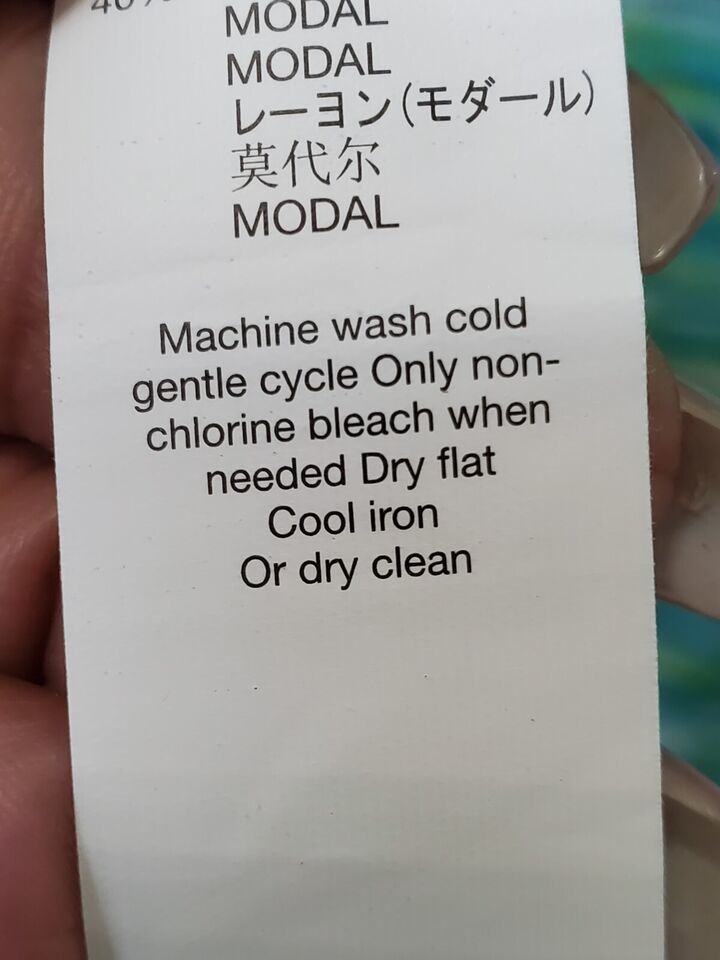 40%
MODAL
MODAL
レーヨン(モダール)
莫代尔
MODAL
Machine wash cold
gentle cycle Only non-
chlorine bleach when
needed Dry flat
Cool iron
Or dry clean